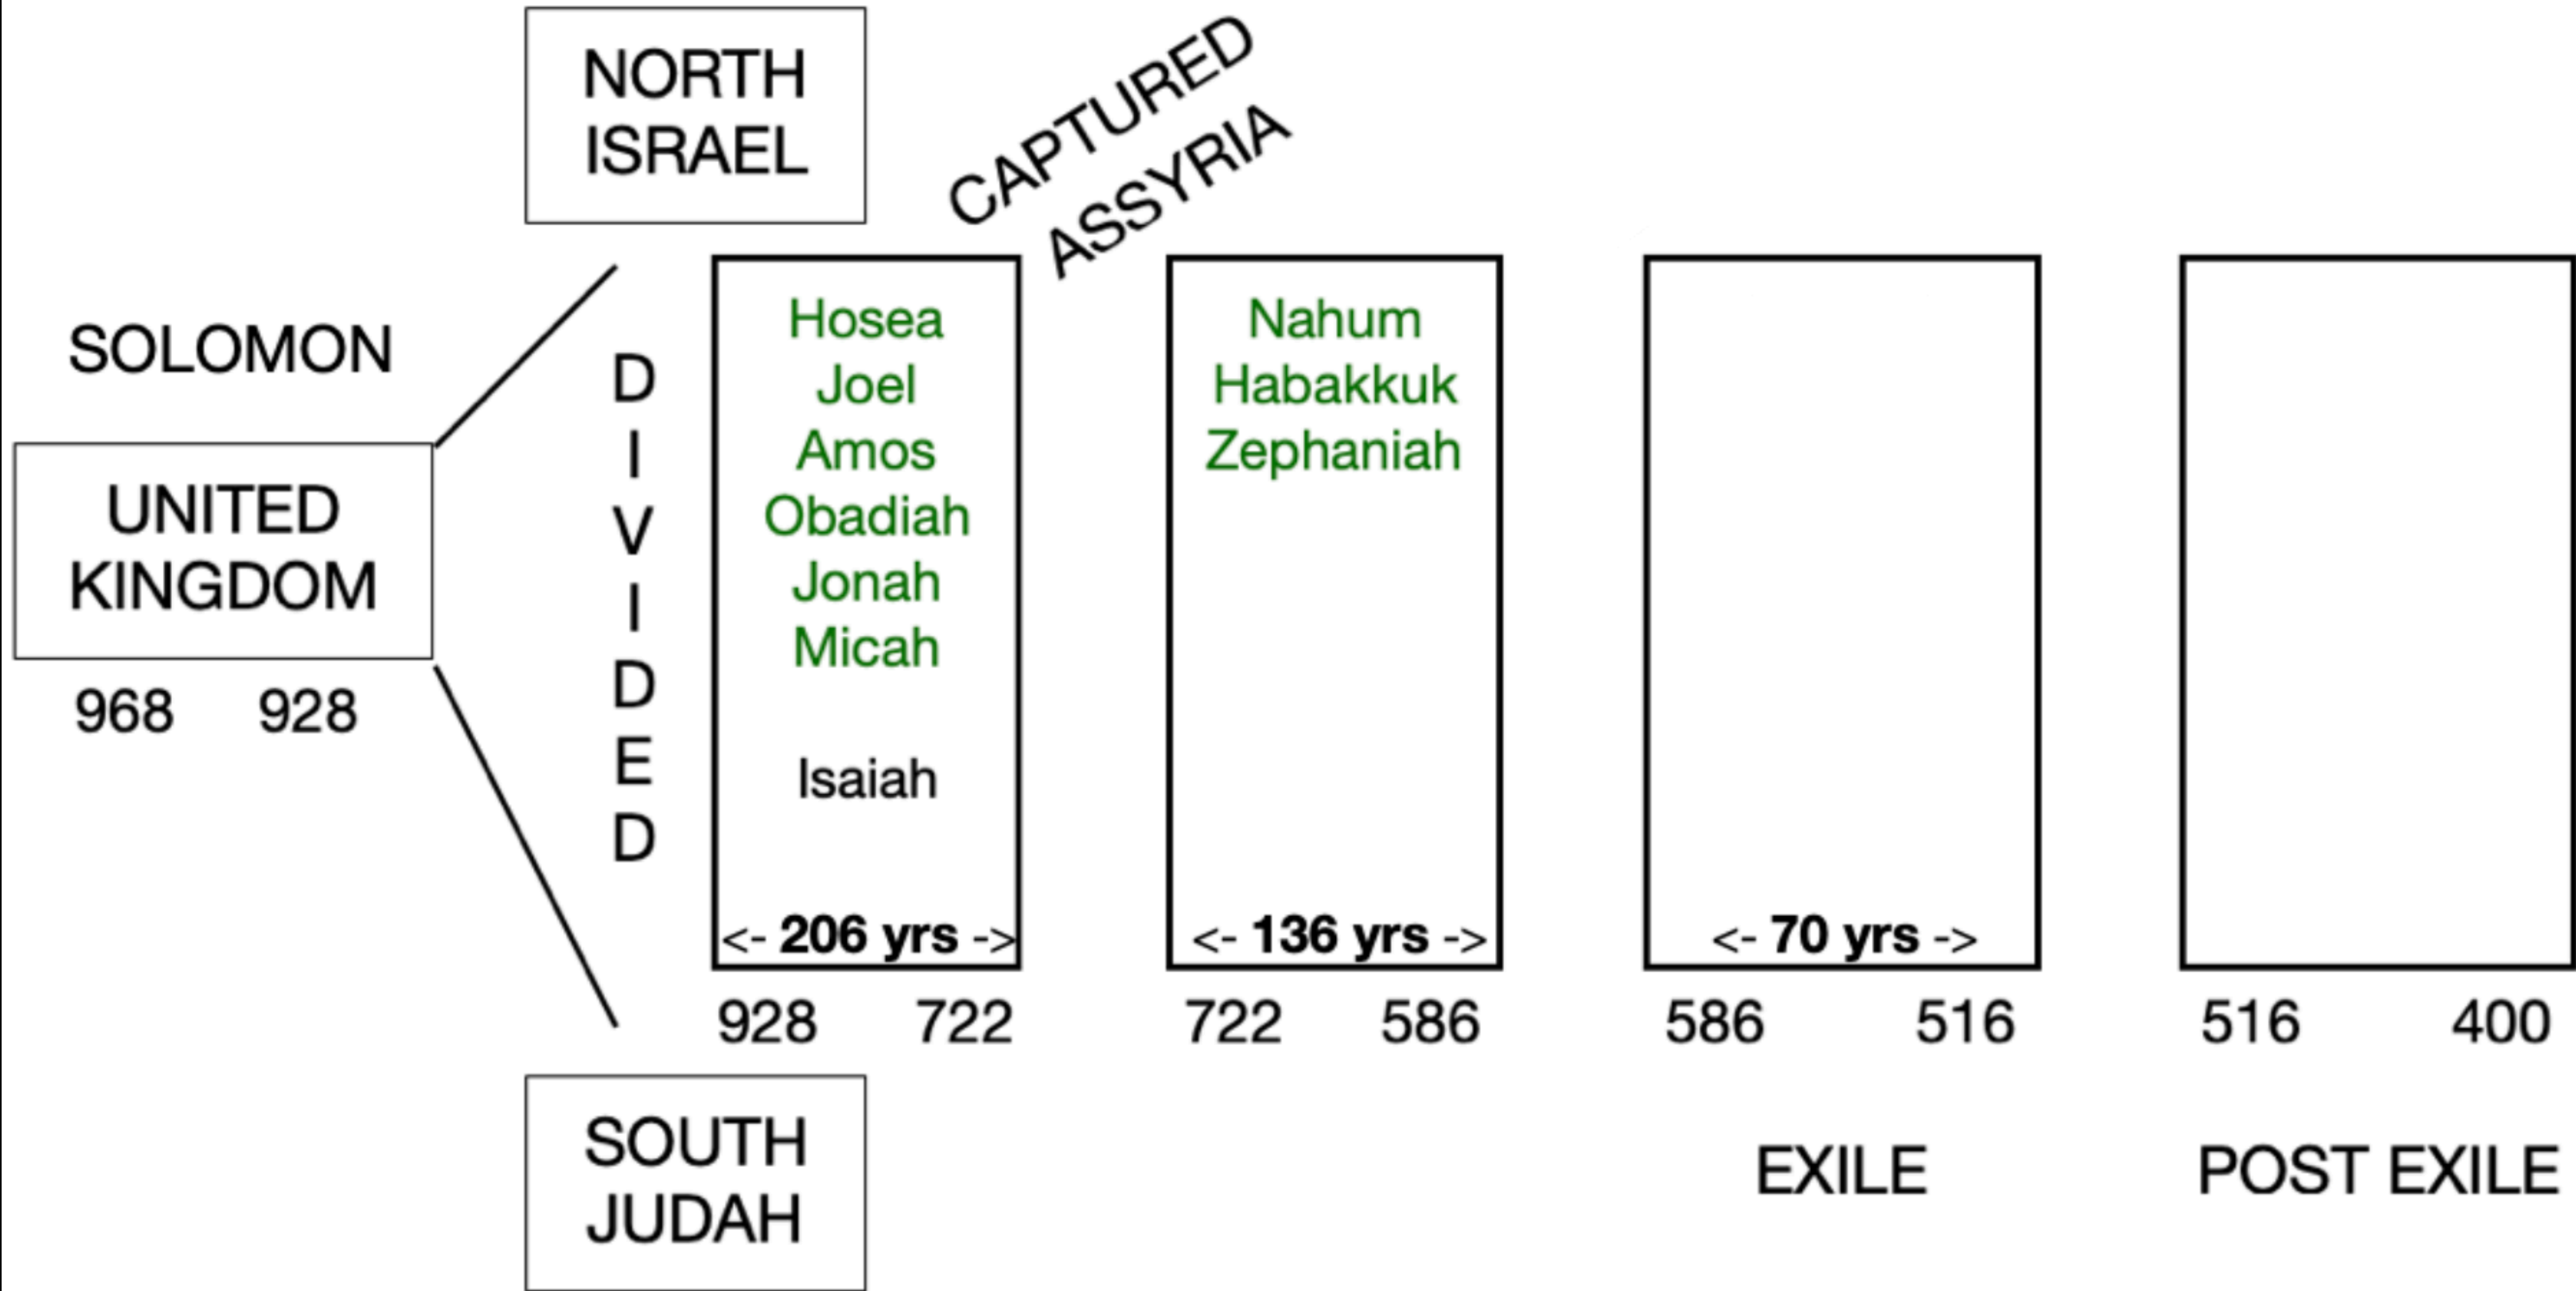 NORTH
ISRAEL
CAPTURED
ASSYRIA
SOLOMON
UNITED
KINGDOM
968 928
D
I
V
I
D
E
D
Hosea
Joel
Amos
Obadiah
Jonah
Micah
Isaiah
<- 206 yrs ->
928 722
Nahum
Habakkuk
Zephaniah
<- 136 yrs ->
722 586
<- 70 yrs ->
586 516
EXILE
516 400
POST EXILE
SOUTH
JUDAH